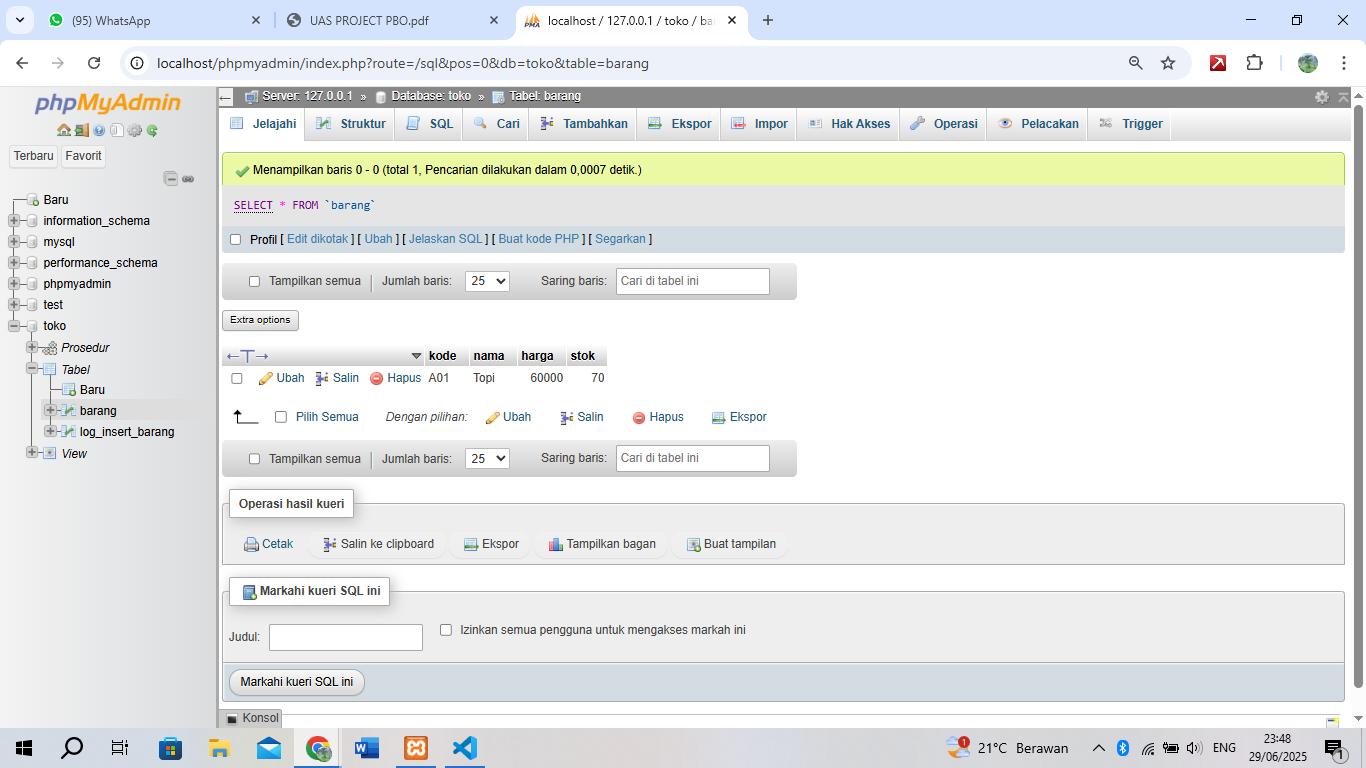 (95) WhatsApp
UAS PROJECT PBO.pdf
localhost / 127.0.0.1 / toko / ba
localhost/phpmyadmin/index.php?route=/sql&pos=0&db=toko&table=barang
phpMyAdmin
Terbaru Favorit
Baru
information_schema
mysql
performance_schema
phpmyadmin
test
toko
Prosedur
Tabel
Baru
barang
log_insert_barang
View
Server: 127.0.0.1 » Database: toko » Tabel: barang
Jelajahi Struktur SQL Cari Tambahkan Ekspor Impor Hak Akses Operasi Pelacakan Trigger
Menampilkan baris 0 - 0 (total 1, Pencarian dilakukan dalam 0,0007 detik.)
SELECT * FROM `barang`
Profil [ Edit dikotak ] [ Ubah ] [ Jelaskan SQL ] [ Buat kode PHP ] [ Segarkan ]
Tampilkan semua Jumlah baris: 25 Saring baris: Cari di tabel ini
Extra options
←T→ kode nama harga stok
Ubah Salin Hapus A01 Topi 60000 70
Pilih Semua Dengan pilihan: Ubah Salin Hapus Ekspor
Tampilkan semua Jumlah baris: 25 Saring baris: Cari di tabel ini
Operasi hasil kueri
Cetak Salin ke clipboard Ekspor Tampilkan bagan Buat tampilan
Markahi kueri SQL ini
Judul: Izinkan semua pengguna untuk mengakses markah ini
Markahi kueri SQL ini
Konsol
1 21°C Berawan ENG 23:48
29/06/2025 1